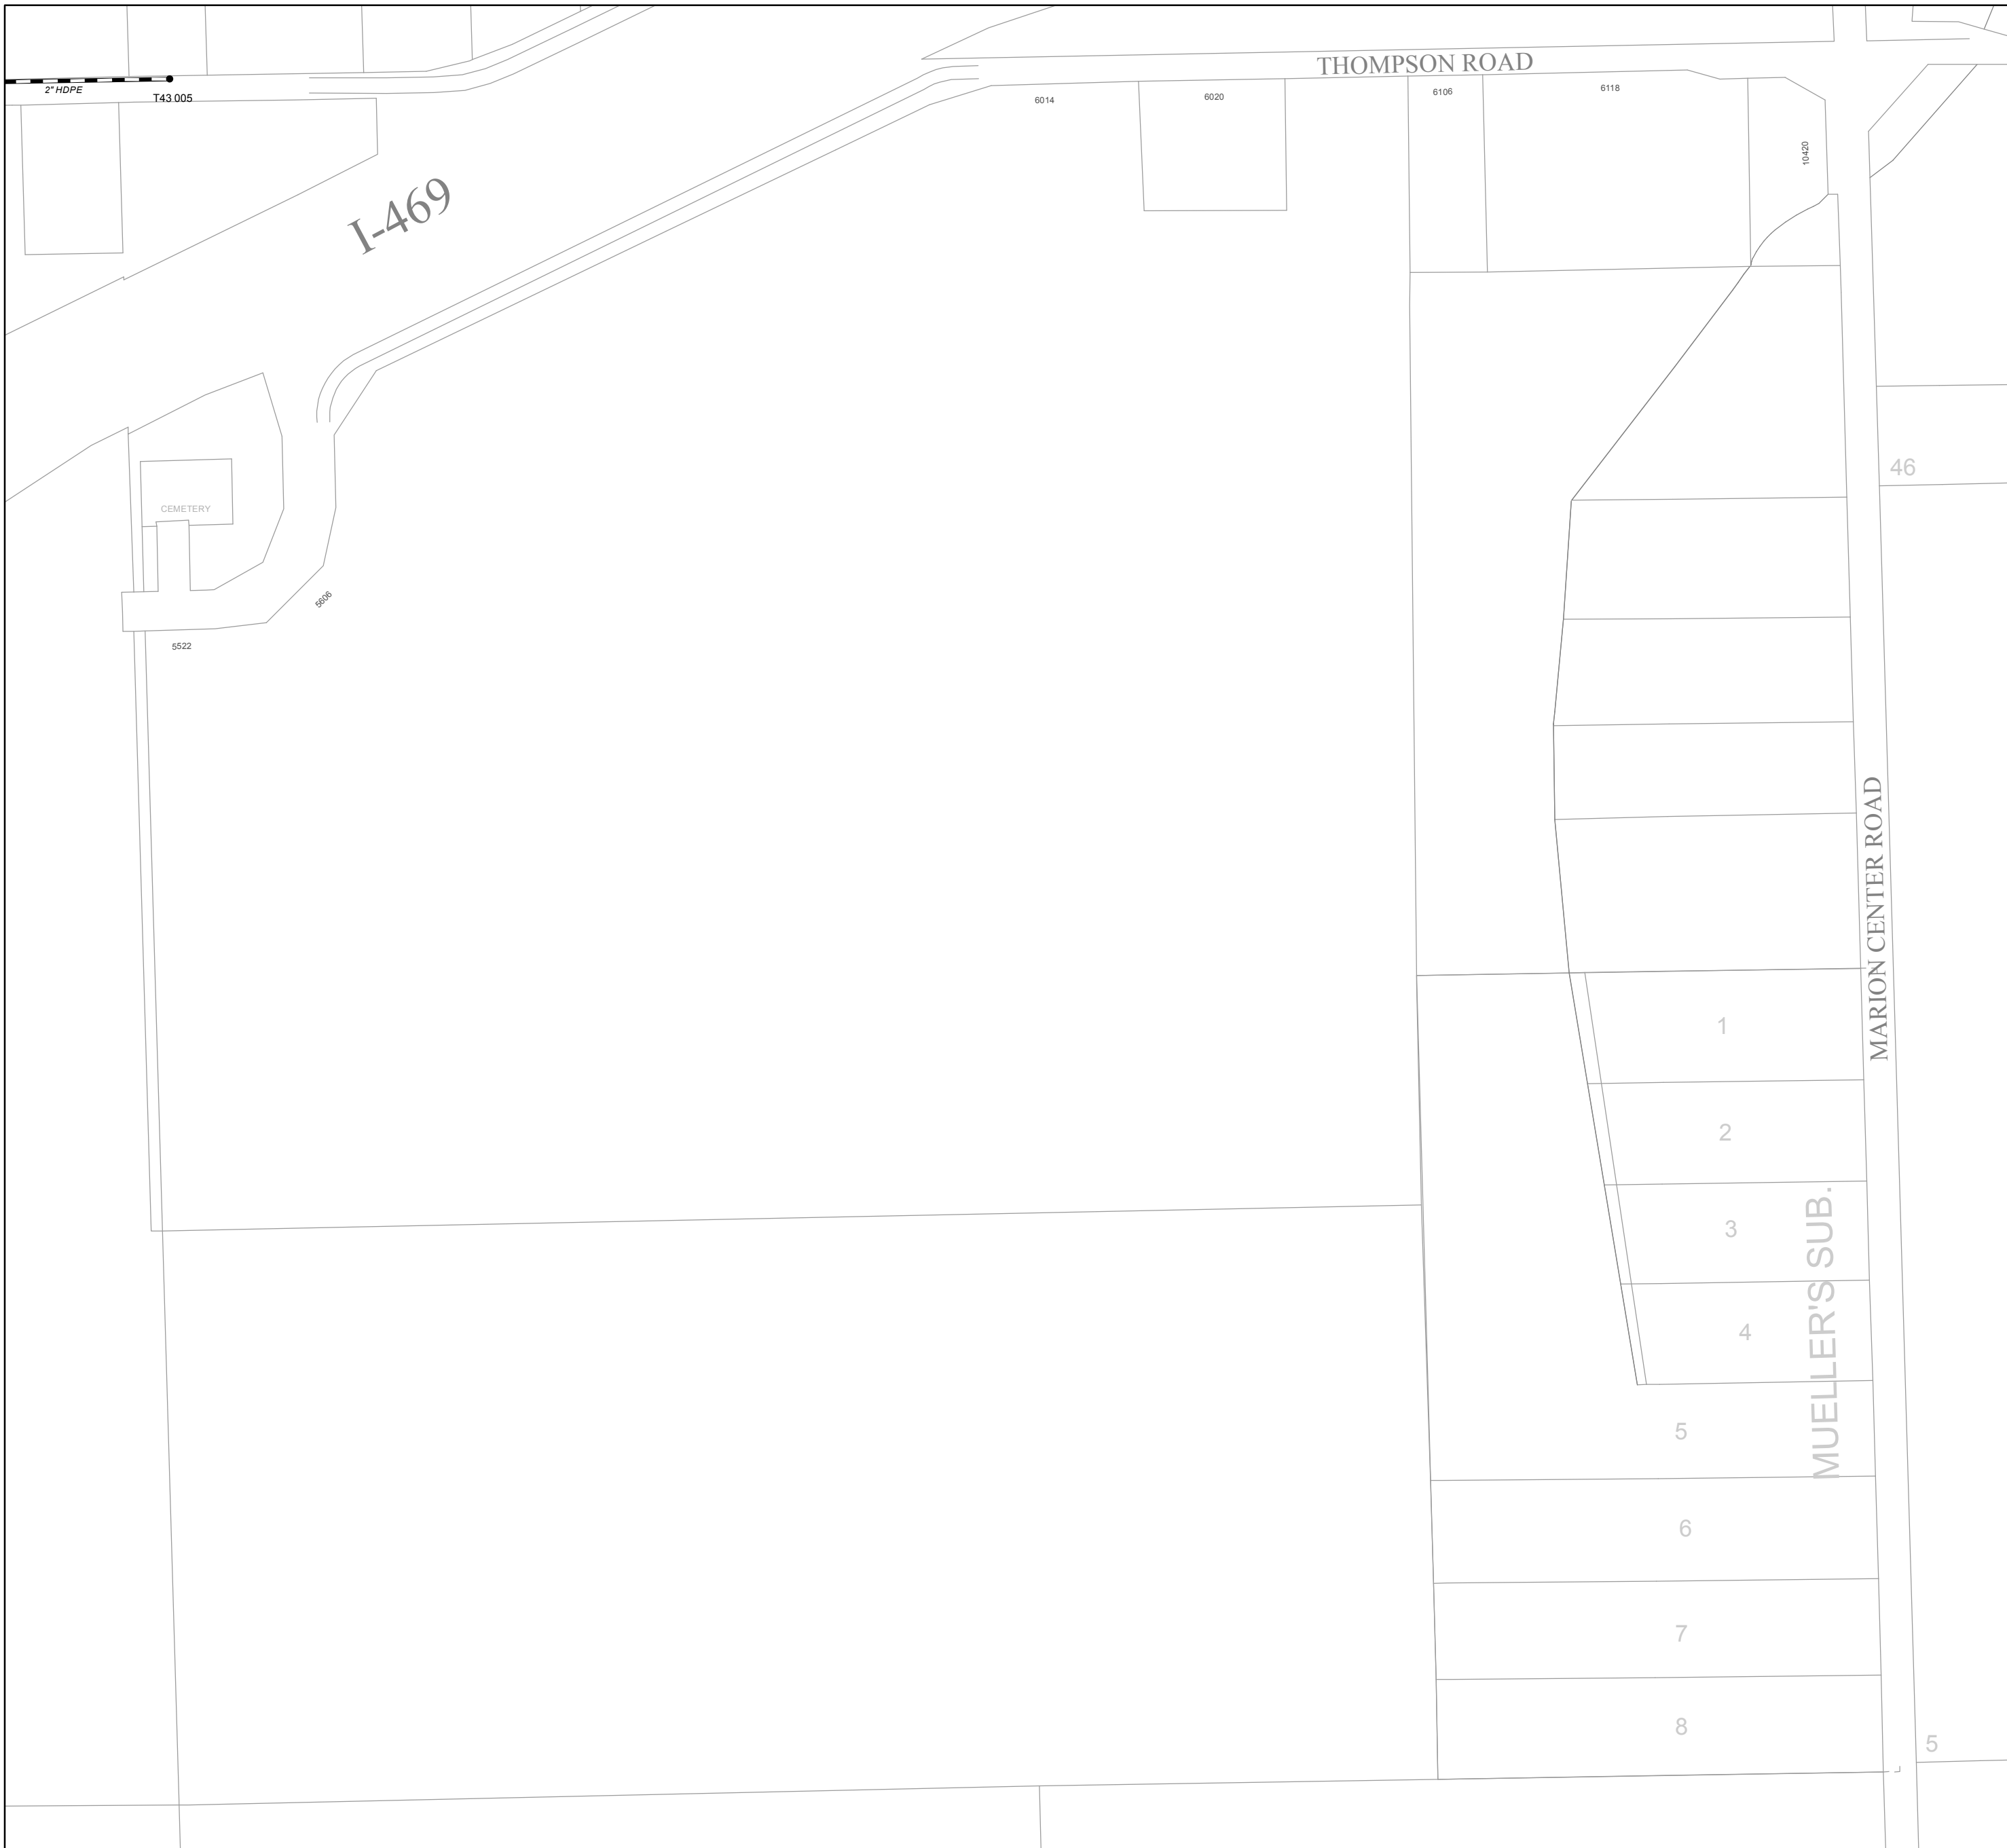 THOMPSON ROAD
2" HDPE
T43 005
6014
6020
6106
6118
10420
I-469
46
CEMETERY
5606
5522
MARION CENTER ROAD
1
2
3
MUELLER'S SUB.
4
5
6
7
8
5